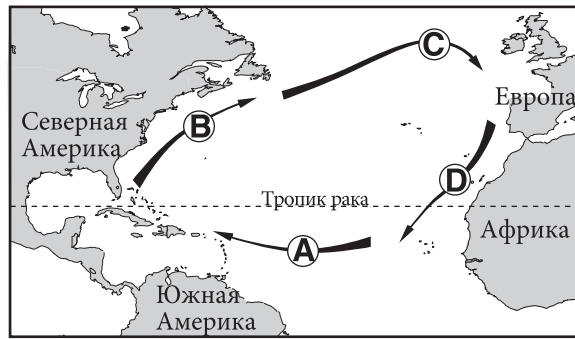 C
Европа
B
Северная
Америка
D
Тропик рака
Африка
A
Южная
Америка